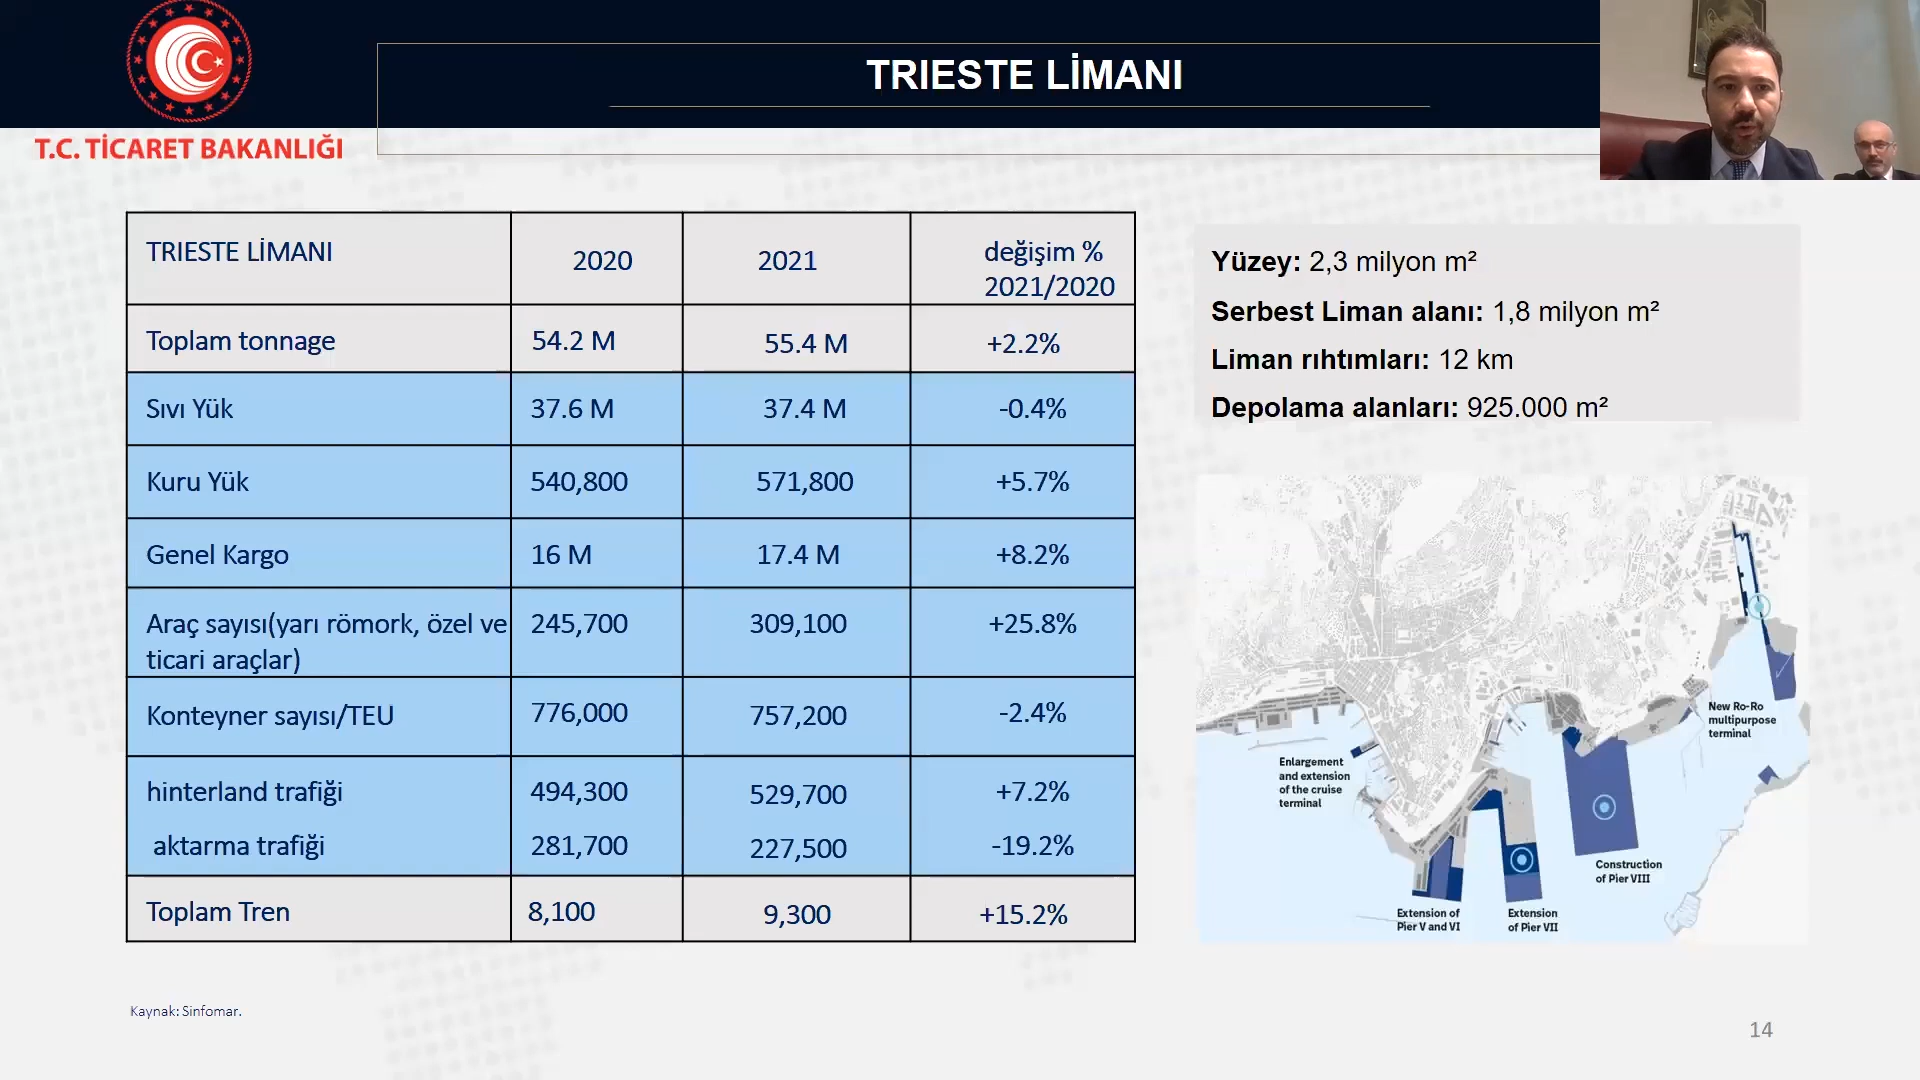 TRIESTE LİMANI
T.C. TİCARET BAKANLIĞI
TRIESTE LİMANI 2020 2021 değişim %
2021/2020
Toplam tonnage 54.2 M 55.4 M +2.2%
Sıvı Yük 37.6 M 37.4 M -0.4%
Kuru Yük 540,800 571,800 +5.7%
Genel Kargo 16 M 17.4 M +8.2%
Araç sayısı(yarı römork, özel ve 245,700 309,100 +25.8%
ticari araçlar)
Konteyner sayısı/TEU 776,000 757,200 -2.4%
hinterland trafiği 494,300 529,700 +7.2%
aktarma trafiği 281,700 227,500 -19.2%
Toplam Tren 8,100 9,300 +15.2%
Yüzey: 2,3 milyon m²
Serbest Liman alanı: 1,8 milyon m²
Liman rıhtımları: 12 km
Depolama alanları: 925.000 m²
New Ro-Ro
multipurpose
terminal
Enlargement
and extension
of the cruise
terminal
Construction
of Pier VIII
Extension of
Pier V and VI
Extension
of Pier VII
Kaynak: Sinfomar.
14